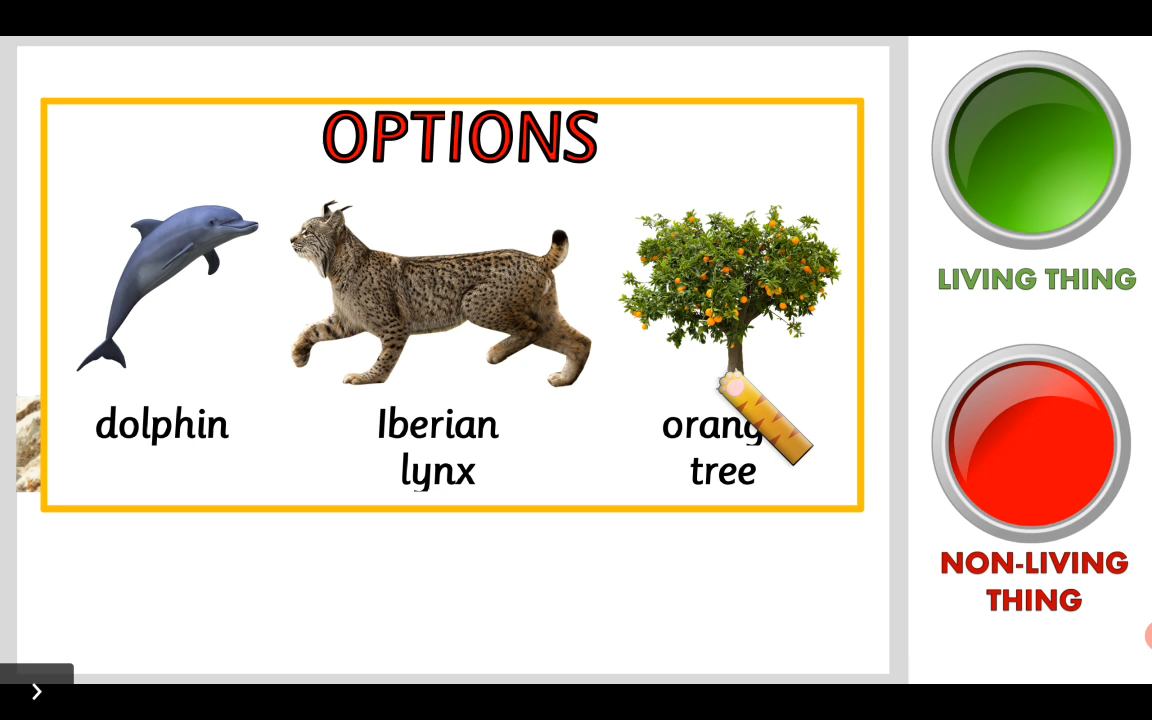 OPTIONS
dolphin
Iberian
lynx
orang
tree
LIVING THING
NON-LIVING
THING